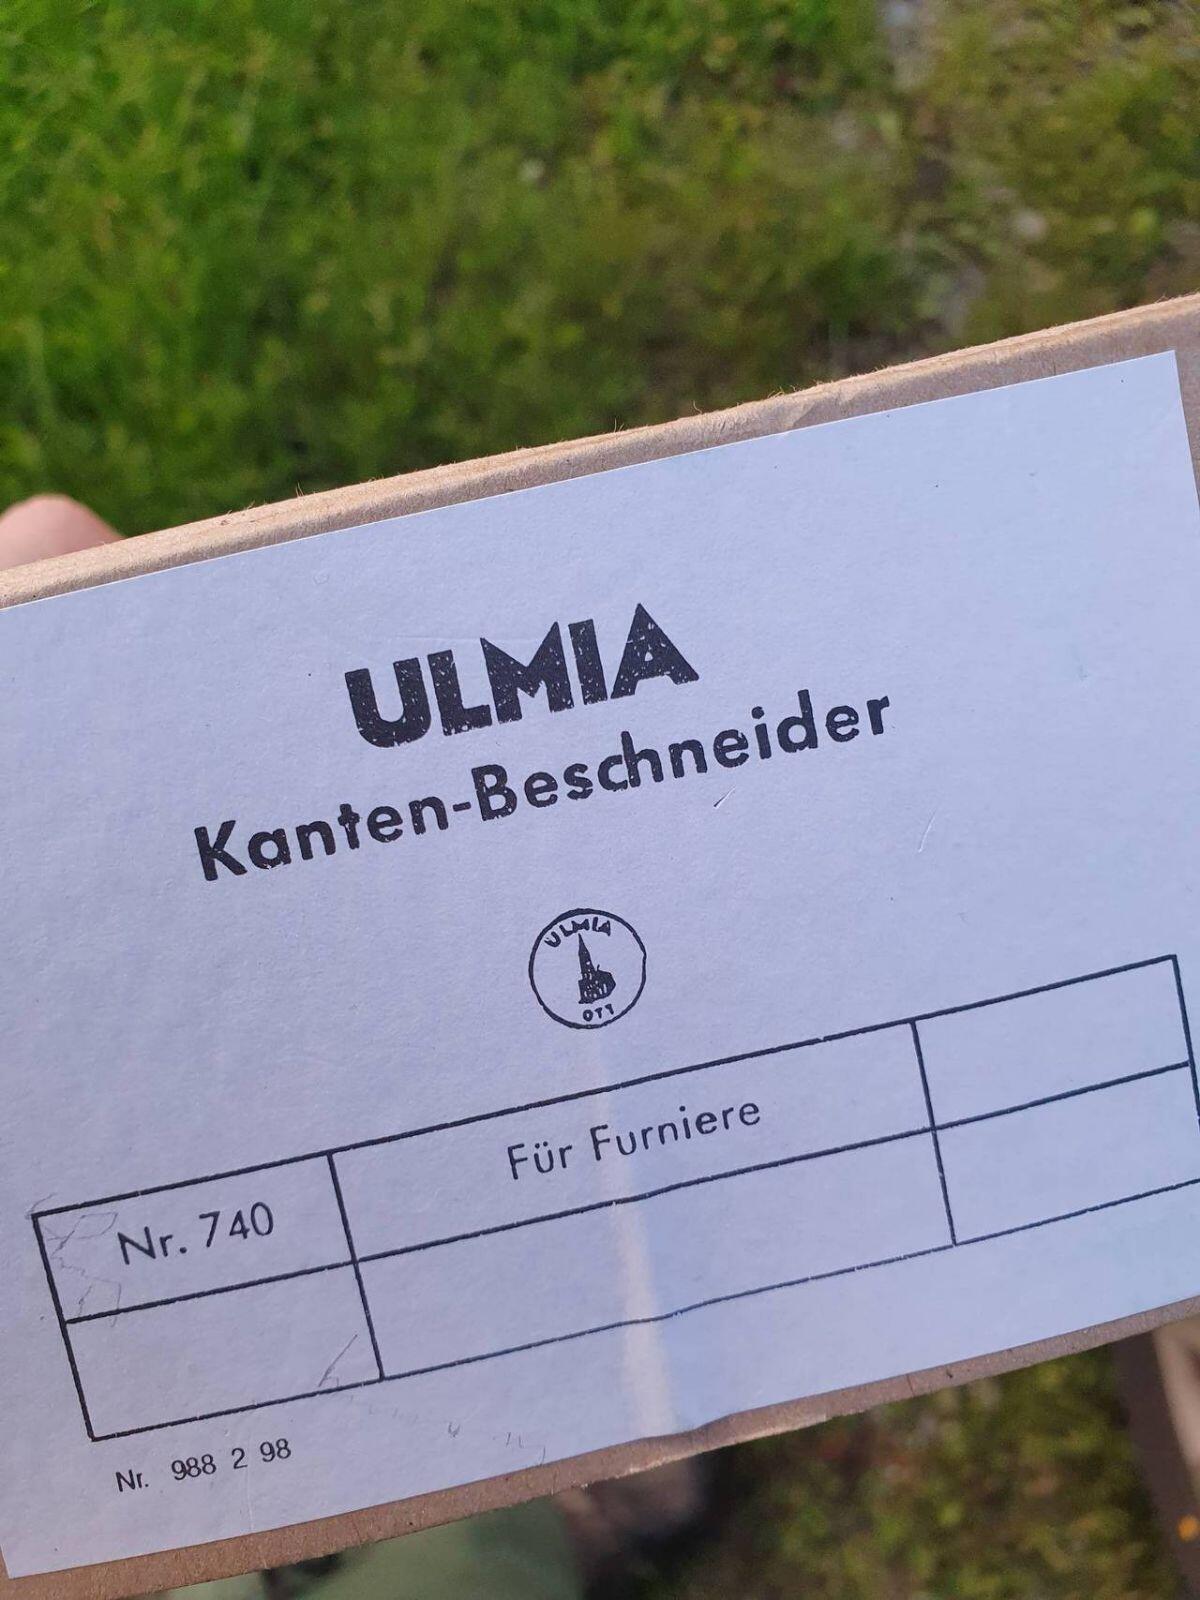 ULMIA
Kanten-Beschneider
ULMIA
OTT
Für Furniere
Nr. 740
Nr. 988 2 98